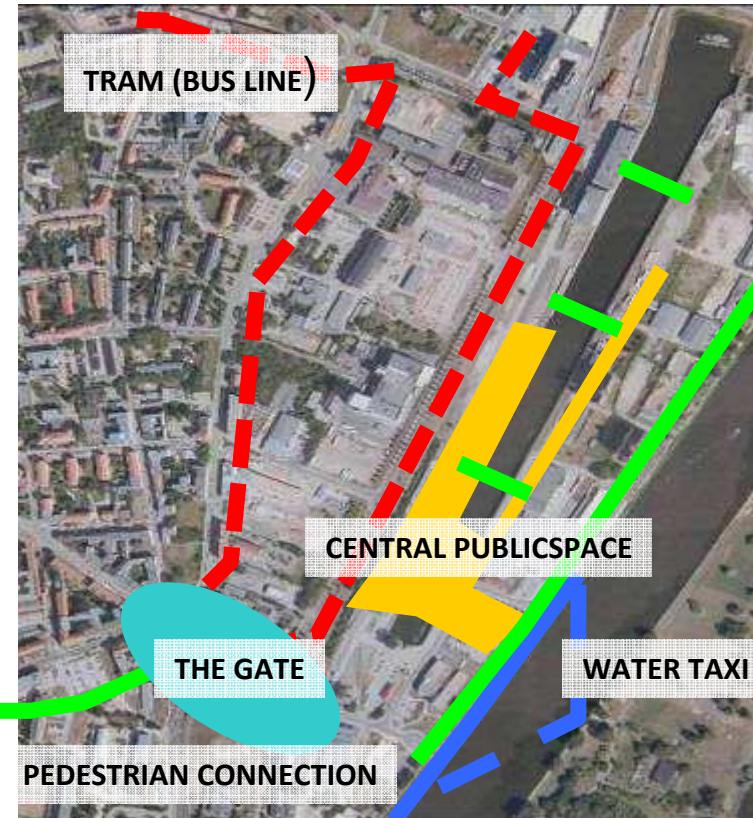 TRAM (BUS LINE)
CENTRAL PUBLICSPACE
THE GATE
WATER TAXI
PEDESTRIAN CONNECTION